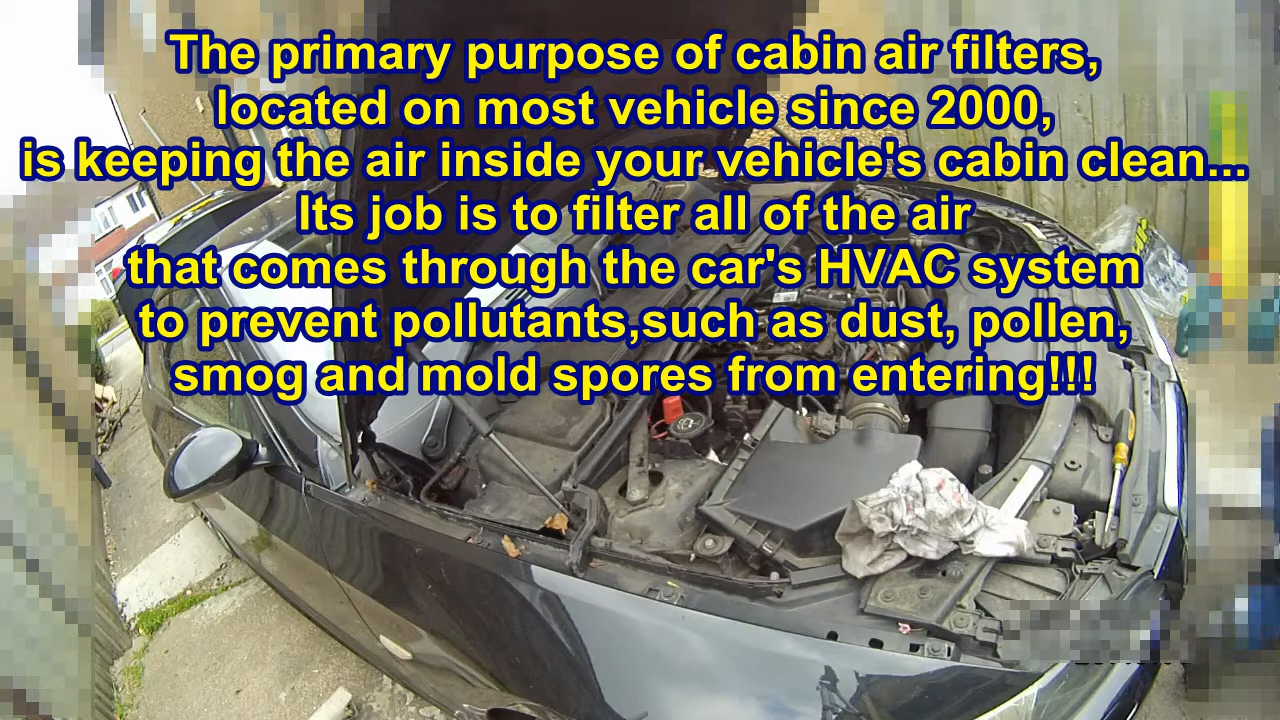 The primary purpose of cabin air filters,
located on most vehicle since 2000,
is keeping the air inside your vehicle's cabin clean...
Its job is to filter all of the air
that comes through the car's HVAC system
to prevent pollutants,such as dust, pollen,
smog and mold spores from entering!!!